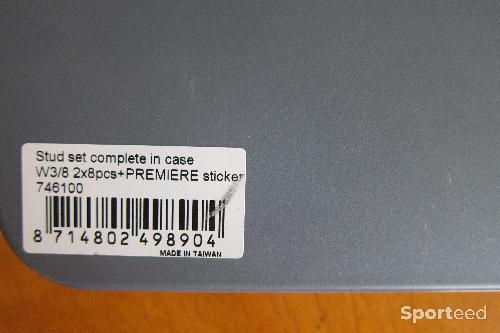 Stud set complete in case
W3/8 2x8pcs+PREMIERE sticker
746100
8 714802 498904
MADE IN TAIWAN
Sporteed